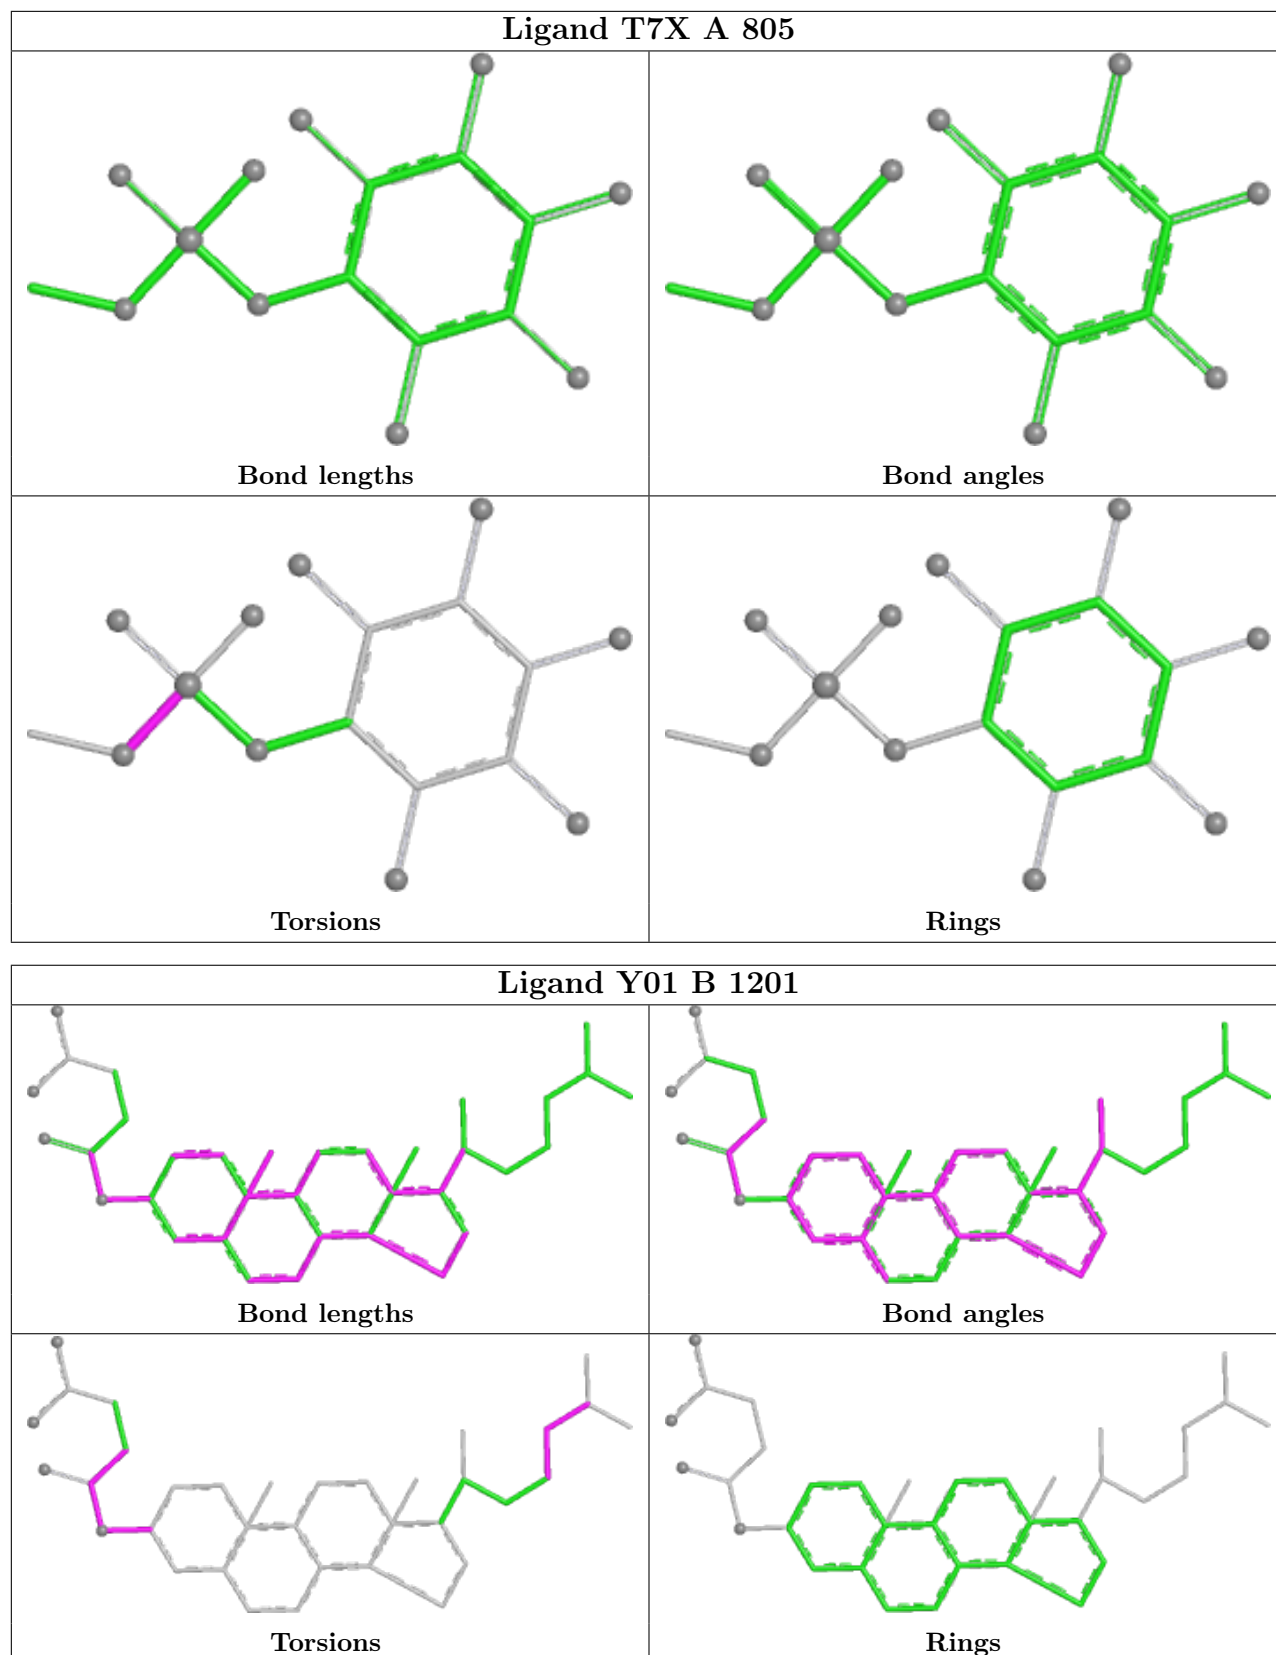 Ligand T7X A 805
Bond lengths
Bond angles
Torsions
Rings
Ligand Y01 B 1201
Bond lengths
Bond angles
Torsions
Rings